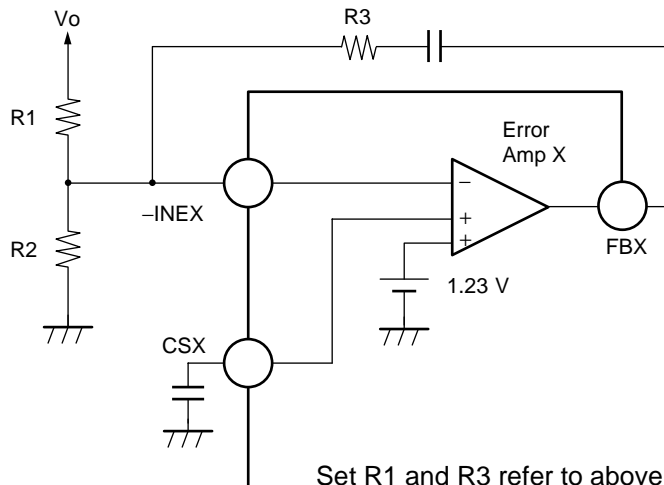 Vo
R3
R1
Error
Amp X
−INEX
−
+
+
R2
FBX
1.23 V
CSX
Set R1 and R3 refer to above